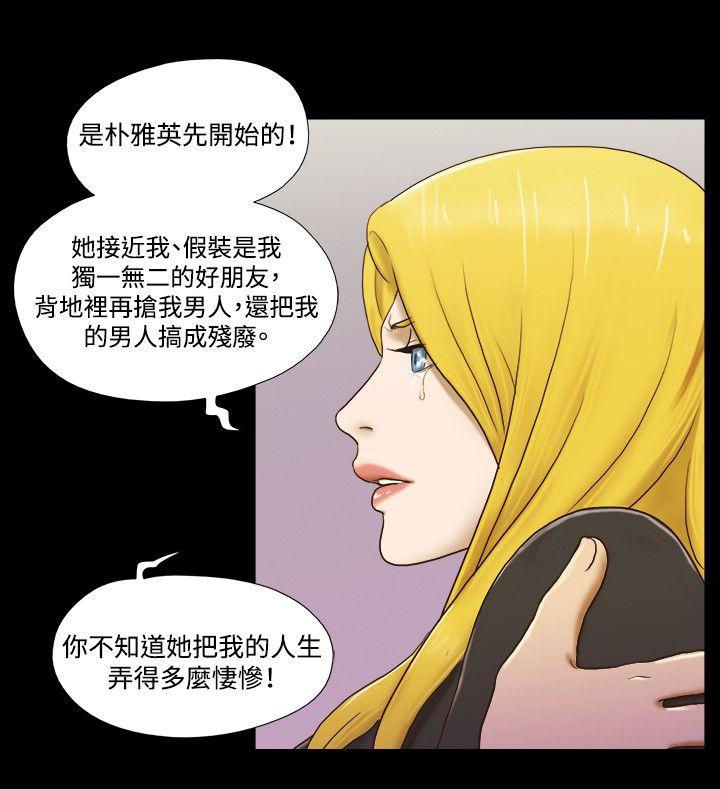 是朴雅英先開始的！
她接近我、假裝是我
獨一無二的好朋友，
背地裡再搶我男人，還把我
的男人搞成殘廢。
你不知道她把我的人生
弄得多麼悽慘！